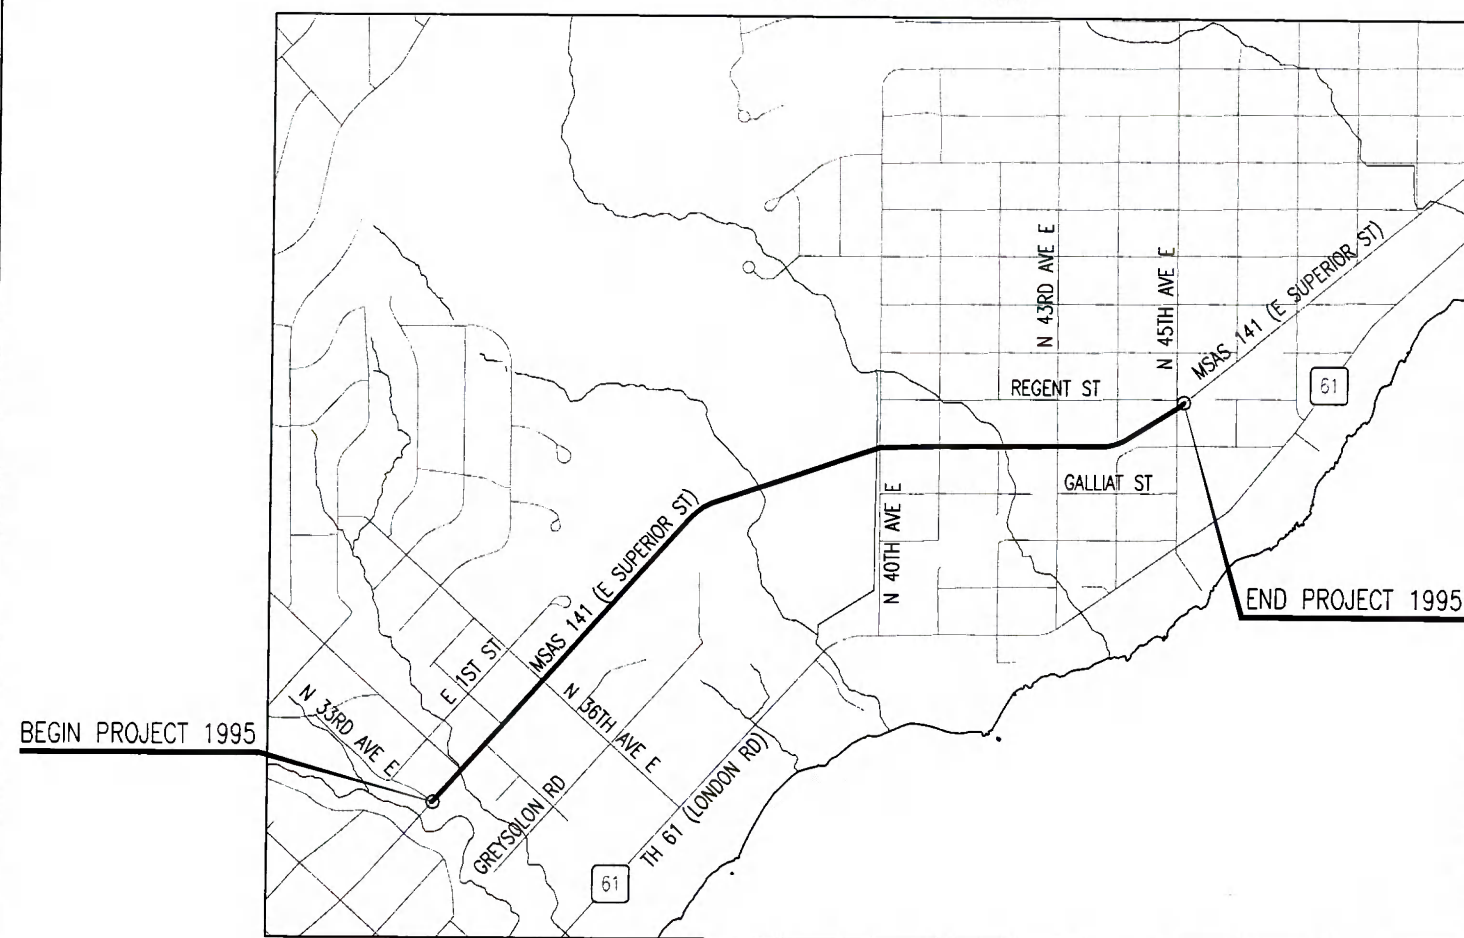 N 43RD AVE E
N 45TH AVE E
MSAS 141 (E SUPERIOR ST)
REGENT ST
61
GALLIAT ST
N 40TH AVE E
MSAS 141 (E SUPERIOR ST)
END PROJECT 1995
E 1ST ST
N 33RD AVE E
N 36TH AVE E
BEGIN PROJECT 1995
GREYSOLON RD
TH 61 (LONDON RD)
61